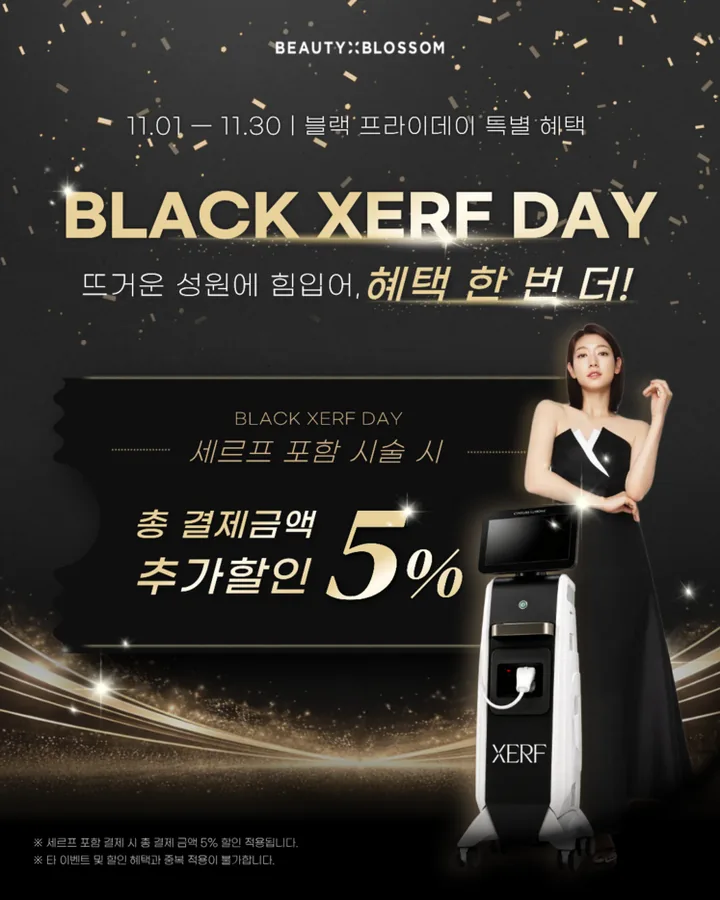 BEAUTY BLOSSOM
11.01 — 11.30 | 블랙 프라이데이 특별 혜택
BLACK XERF DAY
뜨거운 성원에 힘입어, 혜택 한 번 더!
BLACK XERF DAY
세르프 포함 시술 시
총 결제금액
추가할인 5%
XERF
※ 세르프 포함 결제 시 총 결제 금액 5% 할인 적용됩니다.
※ 타 이벤트 및 할인 혜택과 중복 적용이 불가합니다.